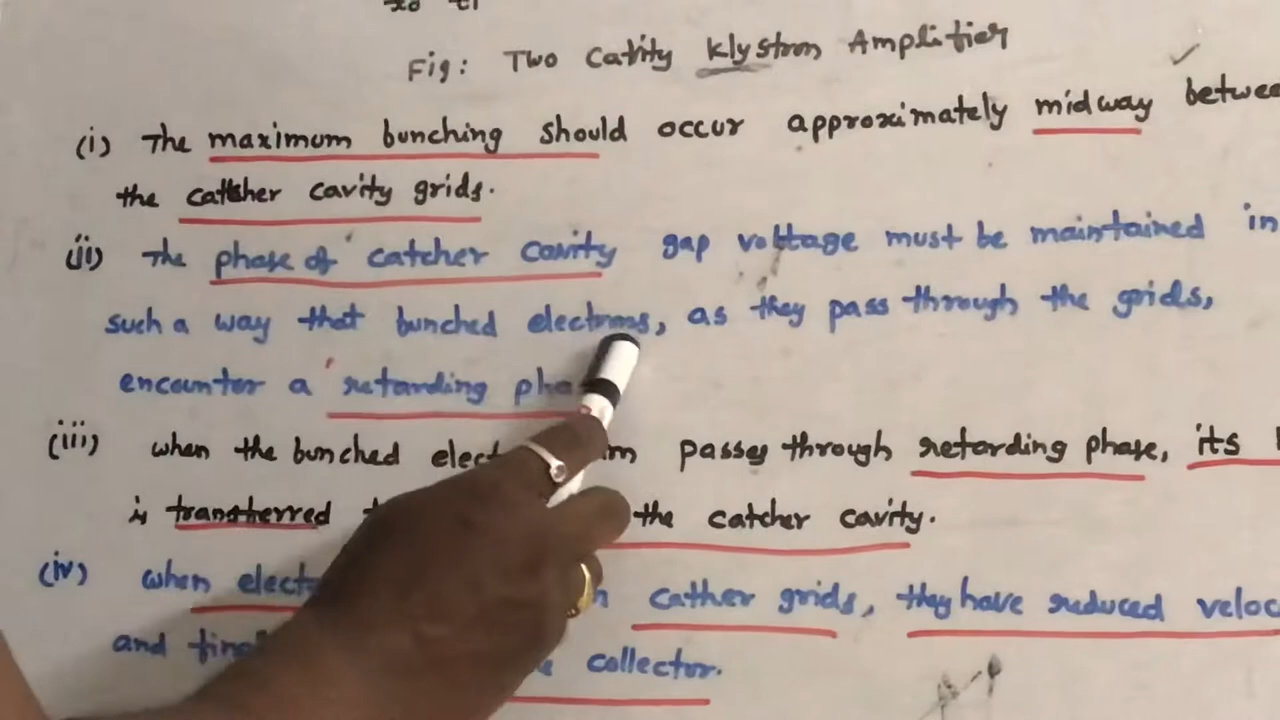 Fig: Two Cavity Klystron Amplifier
(i) The maximum bunching should occur approximately midway
the catcher cavity grids.
(ii) The phase of catcher cavity gap voltage must be maintained in
such a way that bunched electrons, as they pass through the grids,
encounter a retarding
(iii) when the bunched passes through retarding phase, its
is transferred the catcher cavity.
(iv) when cather grids, they have reduced
and collector.